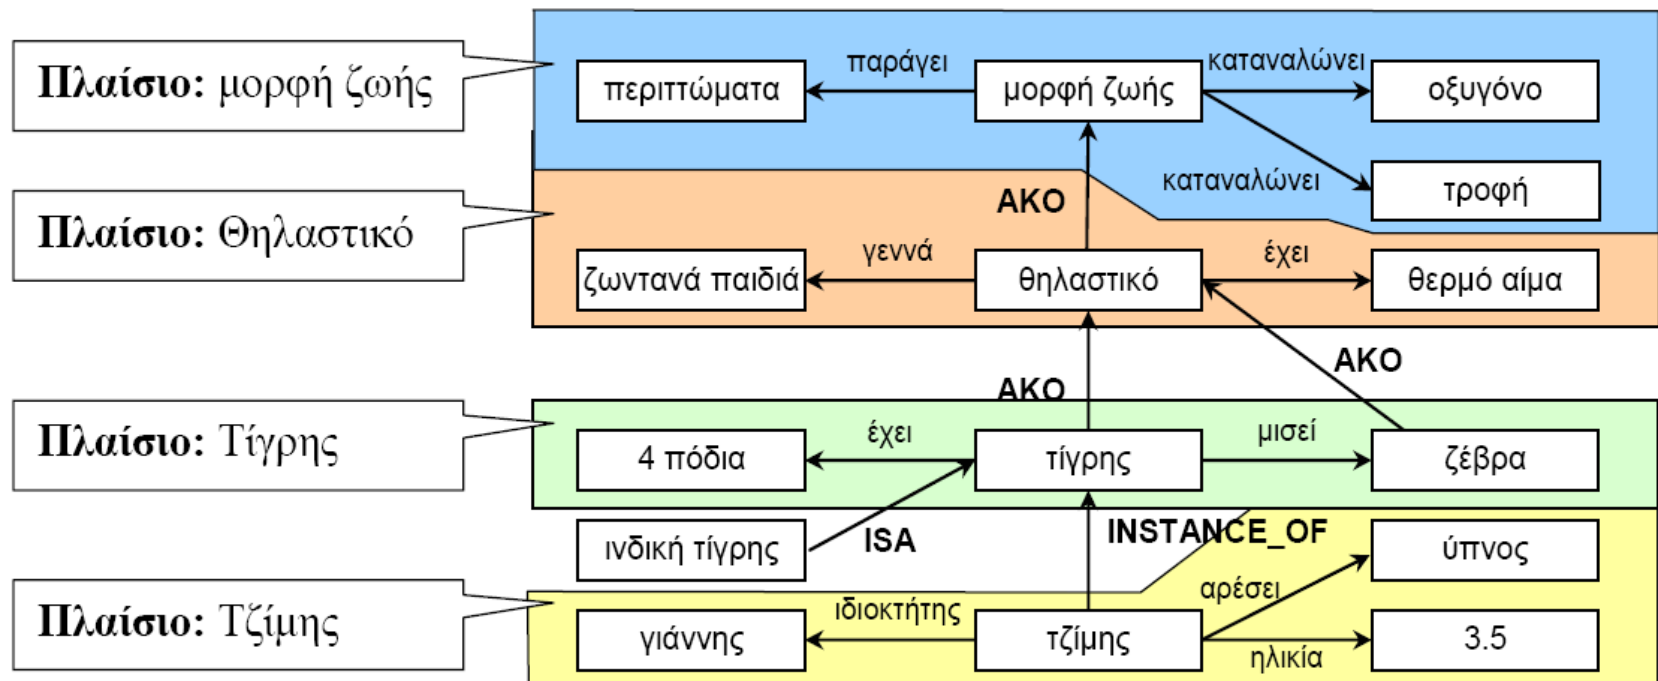 Πλαίσιο: μορφή ζωής
περιττώματα
παράγει
μορφή ζωής
καταναλώνει
οξυγόνο
καταναλώνει
τροφή
AKO
Πλαίσιο: Θηλαστικό
ζωντανά παιδιά
γεννά
θηλαστικό
έχει
θερμό αίμα
AKO
AKO
Πλαίσιο: Τίγρης
4 πόδια
έχει
τίγρης
μισεί
ζέβρα
ινδική τίγρης
ISA
INSTANCE_OF
ύπνος
αρέσει
Πλαίσιο: Τζίμης
γιάννης
ιδιοκτήτης
τζίμης
ηλικία
3.5